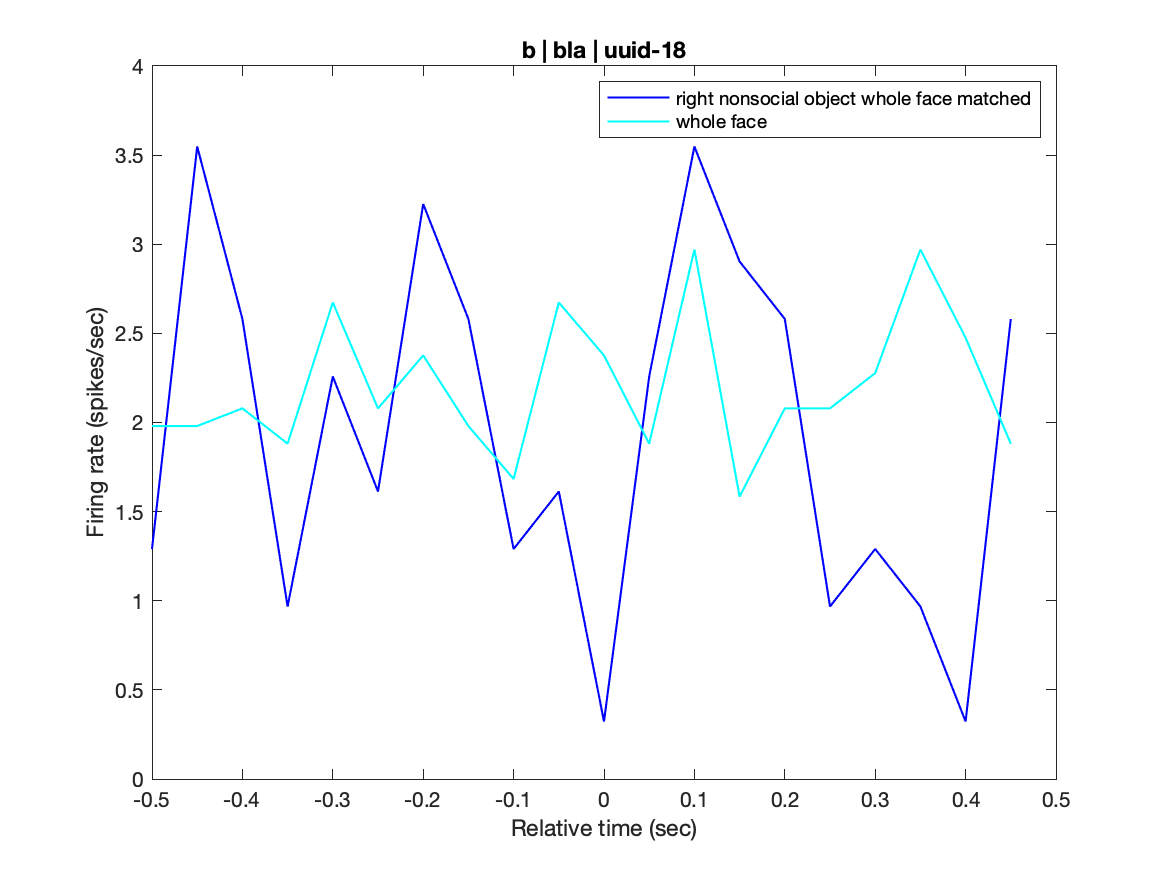 b | bla | uuid-18
right nonsocial object whole face matched
whole face
Firing rate (spikes/sec)
4
3.5
3
2.5
2
1.5
1
0.5
0
-0.5 -0.4 -0.3 -0.2 -0.1 0 0.1 0.2 0.3 0.4 0.5
Relative time (sec)